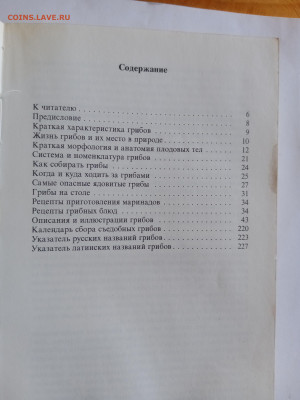 COINS.LAVE.RU
Содержание
К читателю 6
Предисловие 8
Краткая характеристика грибов 9
Жизнь грибов и их место в природе 10
Краткая морфология и анатомия плодовых тел 12
Система и номенклатура грибов 21
Как собирать грибы 24
Когда и куда ходить за грибами 25
Самые опасные ядовитые грибы 27
Грибы на столе 31
Рецепты приготовления маринадов 34
Рецепты грибных блюд 34
Описания и иллюстрации грибов 43
Календарь сбора съедобных грибов 220
Указатель русских названий грибов 223
Указатель латинских названий грибов 227